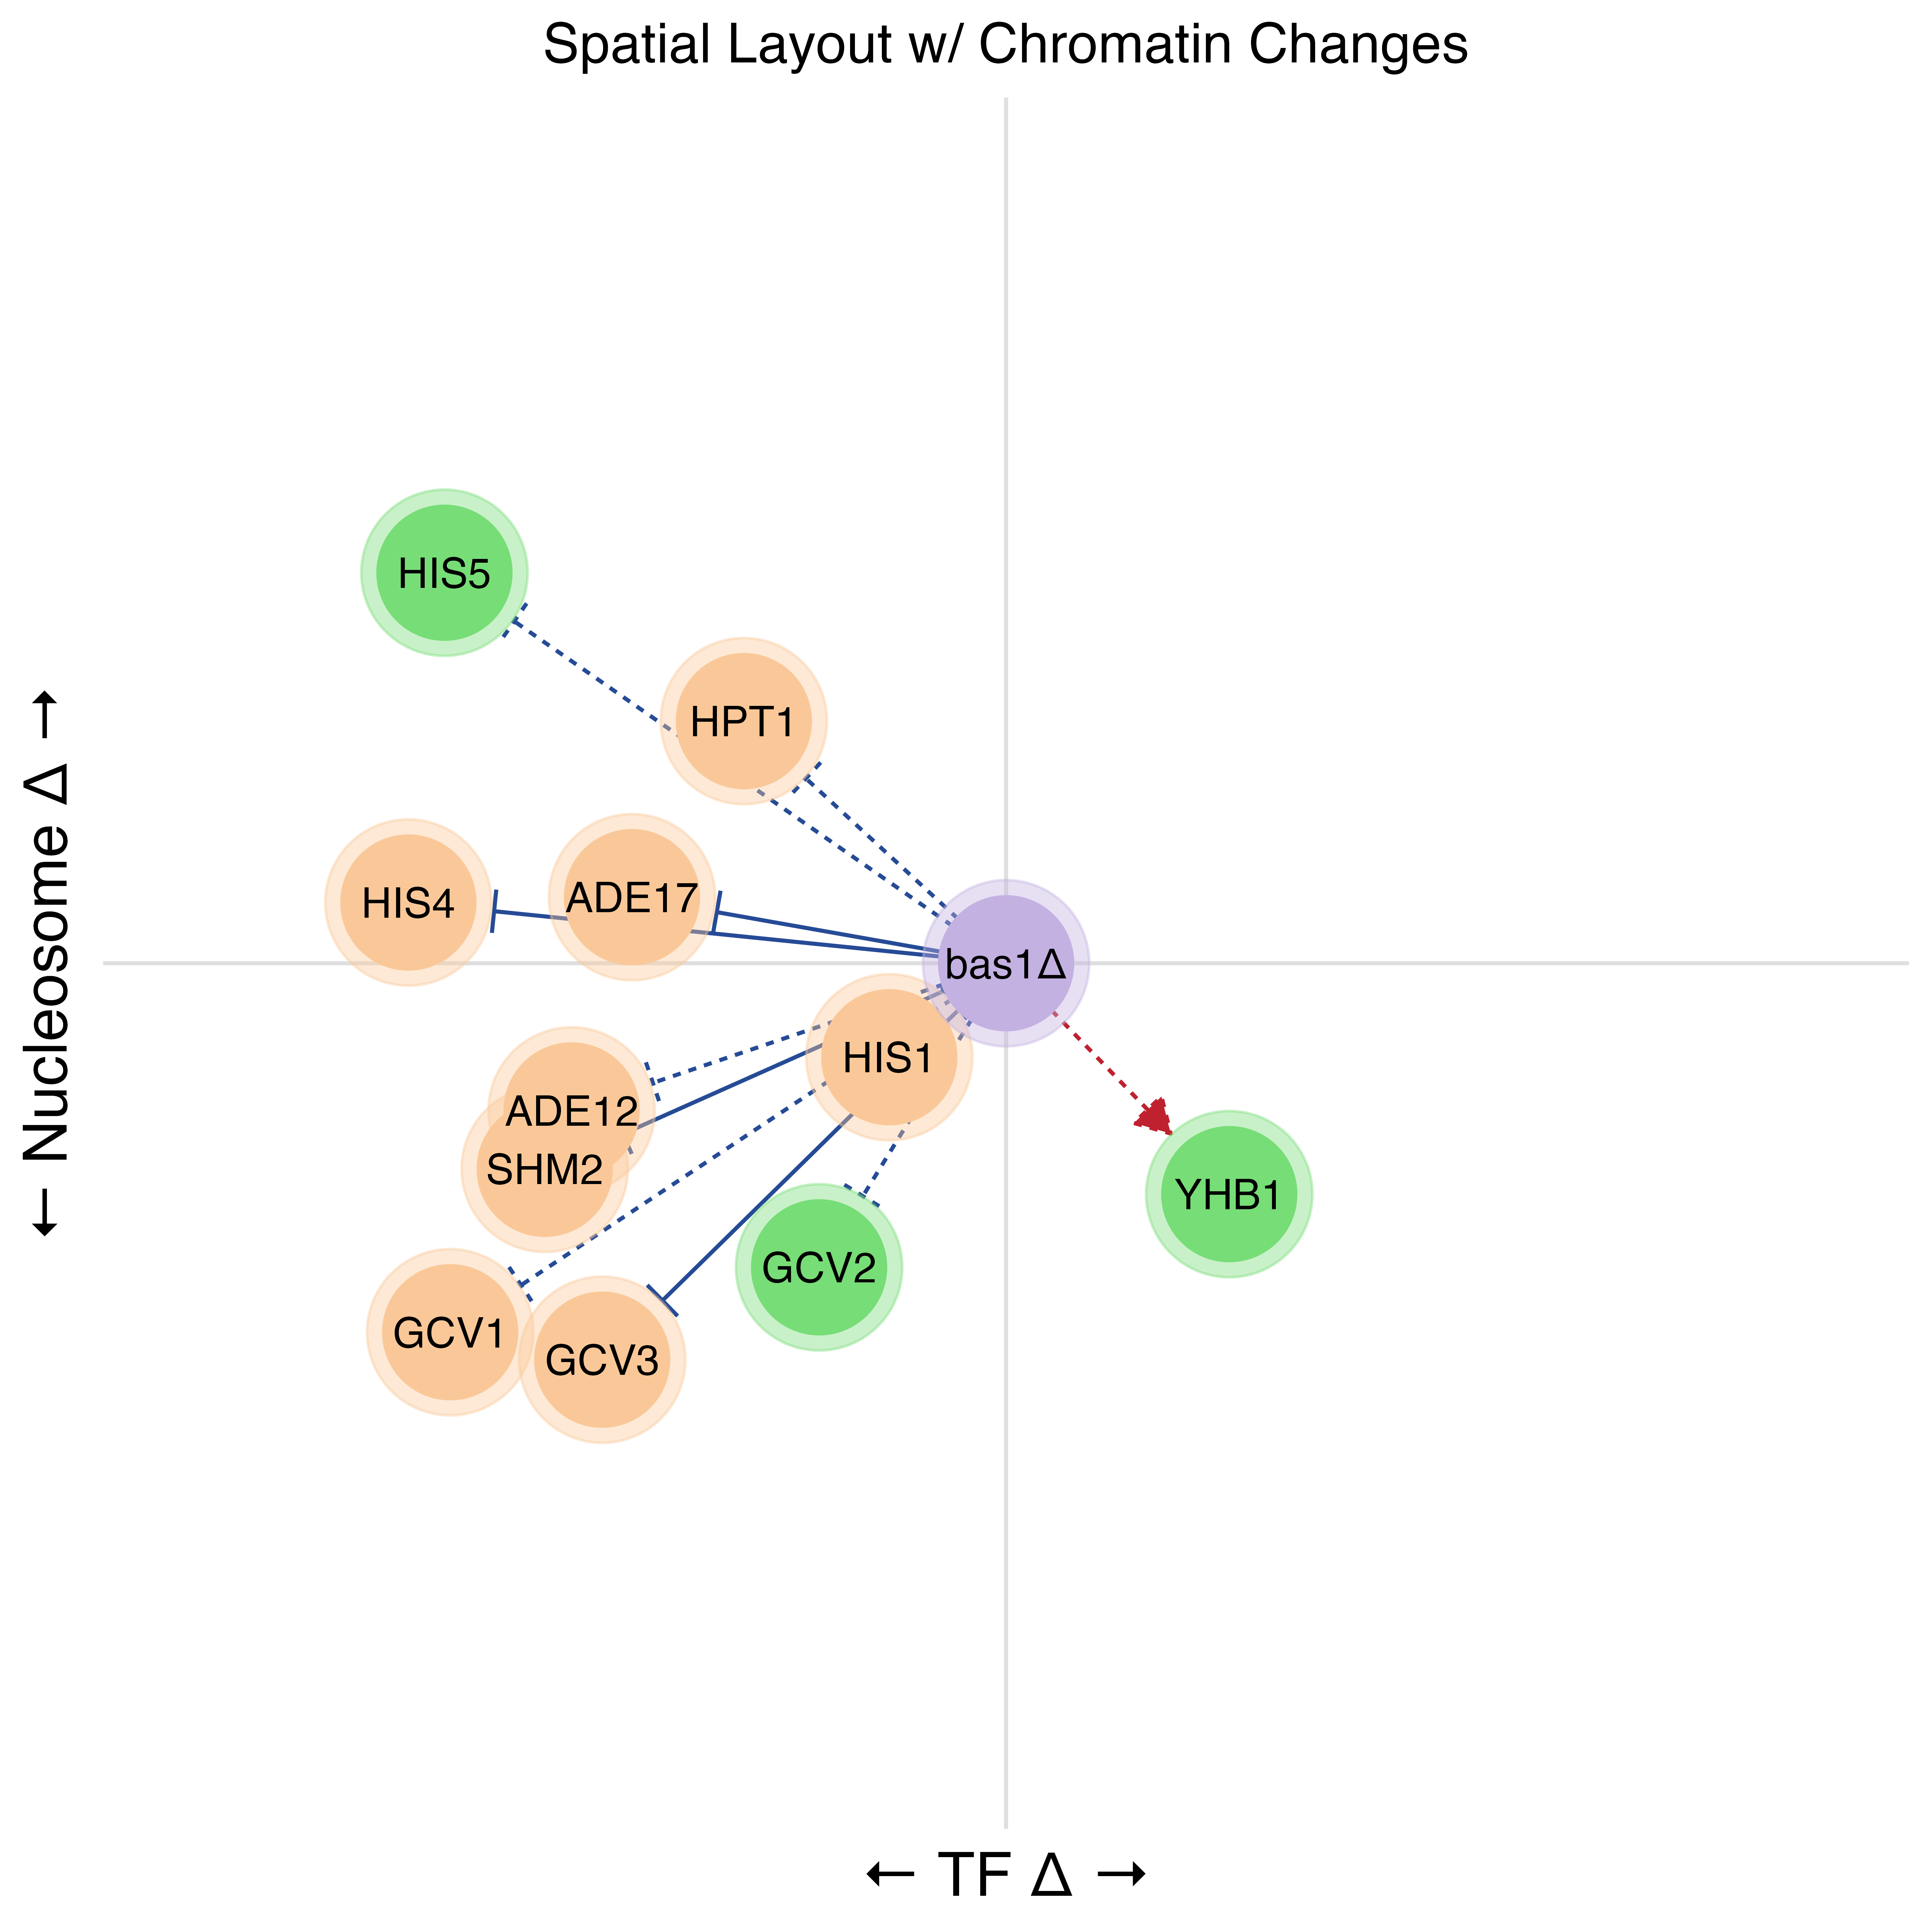 Spatial Layout w/ Chromatin Changes
← Nucleosome Δ →
HIS5
HPT1
HIS4
ADE17
bas1Δ
HIS1
ADE12
SHM2
YHB1
GCV2
GCV1
GCV3
← TF Δ →